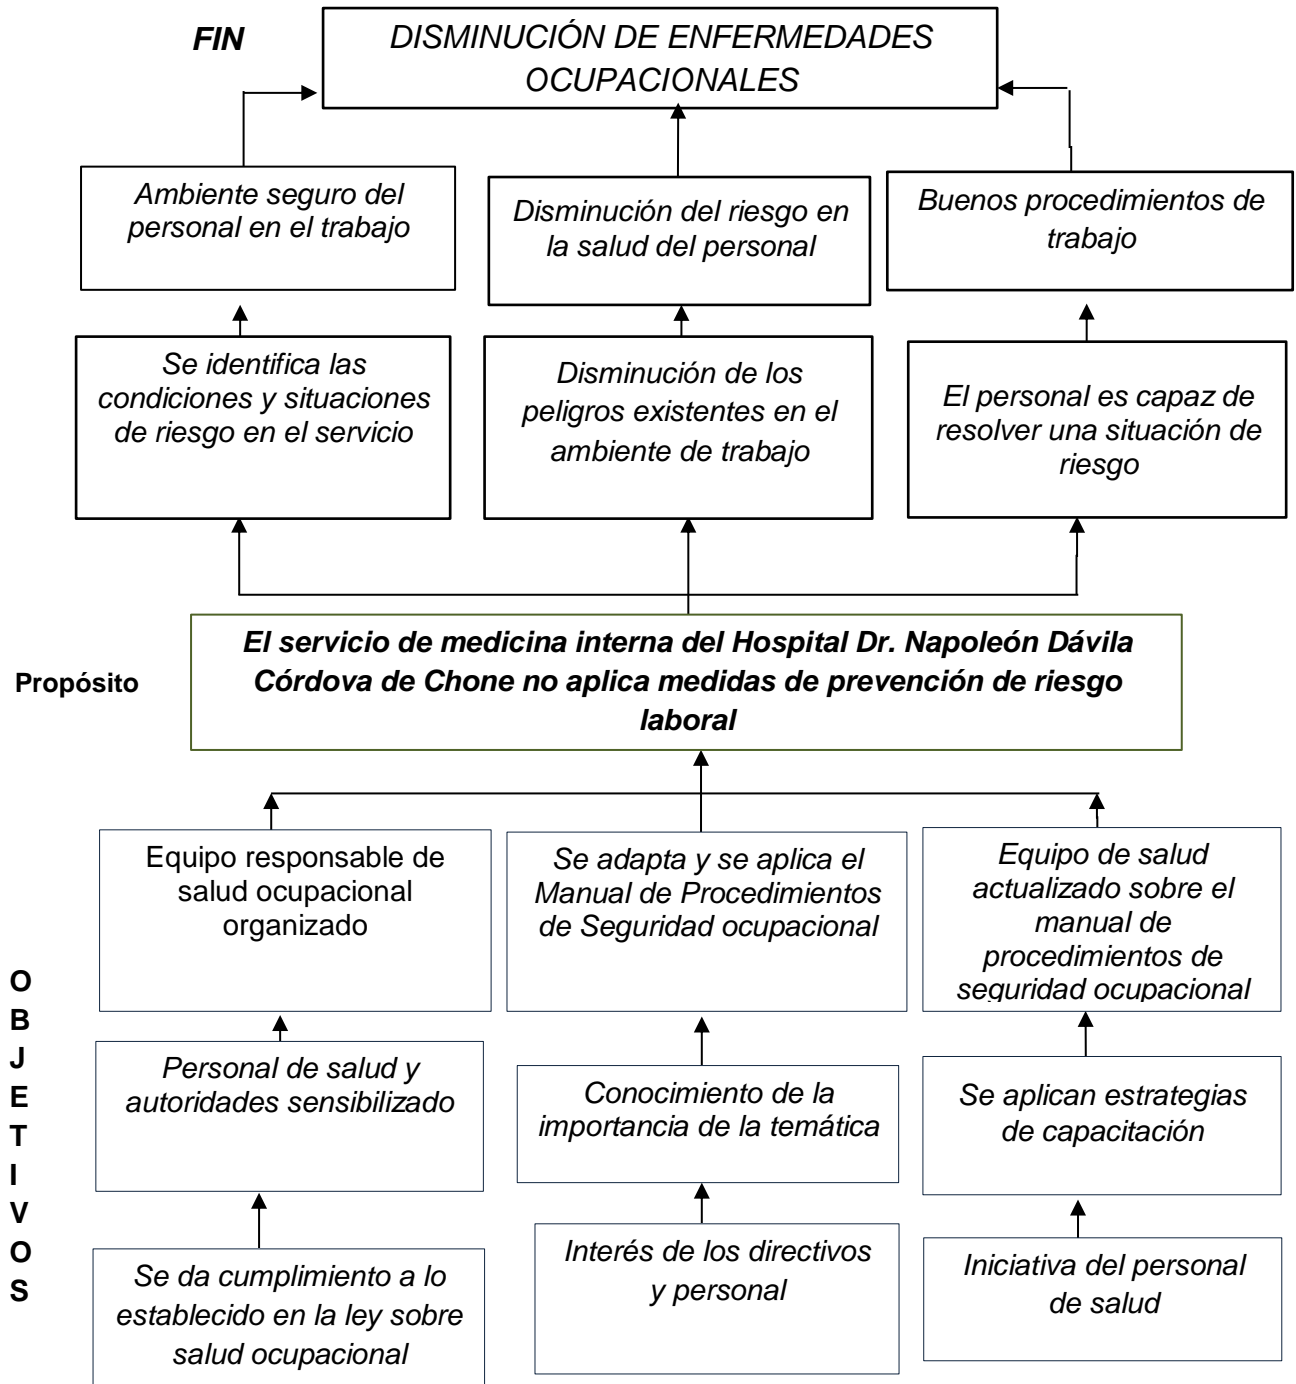 FIN
DISMINUCIÓN DE ENFERMEDADES
OCUPACIONALES
Ambiente seguro del
personal en el trabajo
Disminución del riesgo en
la salud del personal
Buenos procedimientos de
trabajo
Se identifica las
condiciones y situaciones
de riesgo en el servicio
Disminución de los
peligros existentes en el
ambiente de trabajo
El personal es capaz de
resolver una situación de
riesgo
Propósito
El servicio de medicina interna del Hospital Dr. Napoleón Dávila
Córdova de Chone no aplica medidas de prevención de riesgo
laboral
Equipo responsable de
salud ocupacional
organizado
Se adapta y se aplica el
Manual de Procedimientos
de Seguridad ocupacional
Equipo de salud
actualizado sobre el
manual de
procedimientos de
seguridad ocupacional
O
B
J
E
T
I
V
O
S
Personal de salud y
autoridades sensibilizado
Conocimiento de la
importancia de la temática
Se aplican estrategias
de capacitación
Se da cumplimiento a lo
establecido en la ley sobre
salud ocupacional
Interés de los directivos
y personal
Iniciativa del personal
de salud